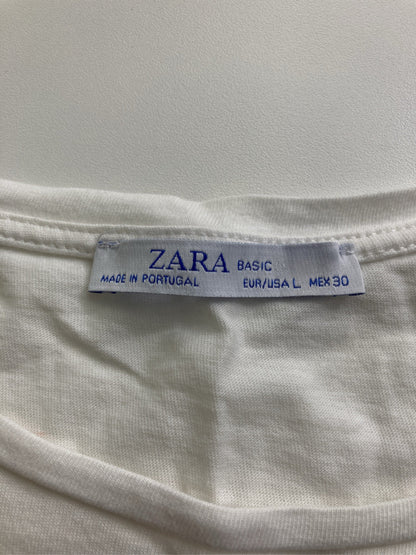 ZARA BASIC
MADE IN PORTUGAL EUR/USA L MEX 30